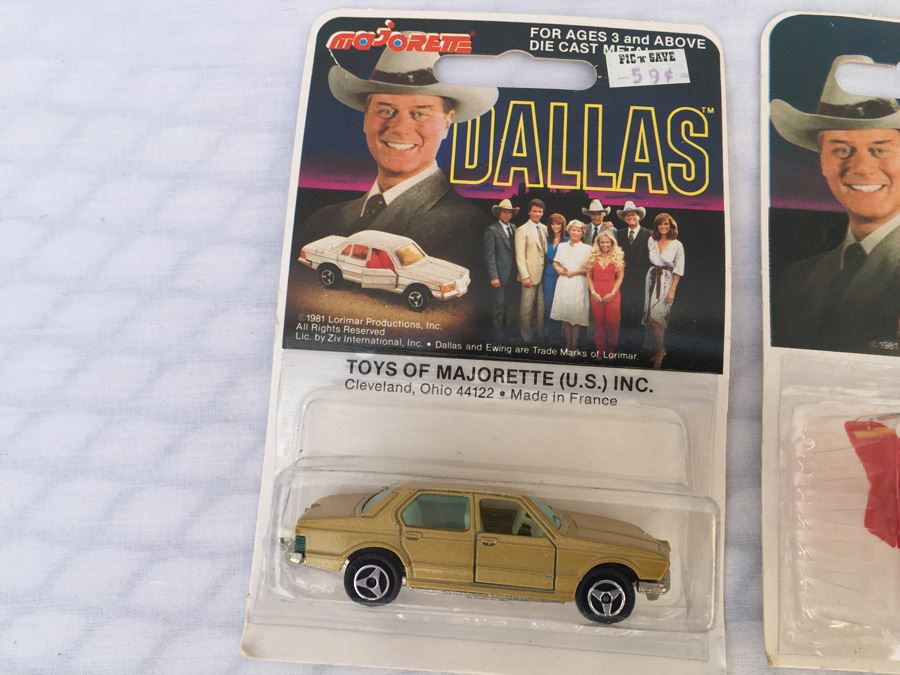 MAJORETTE
FOR AGES 3 and ABOVE
DIE CAST
PIC 'N' SAVE
59¢
DALLAS™
©1981 Lorimar Productions, Inc.
All Rights Reserved
Lic. by Ziv International, Inc. • Dallas and Ewing are Trade Marks of Lorimar
TOYS OF MAJORETTE (U.S.) INC.
Cleveland, Ohio 44122 • Made in France
©1981